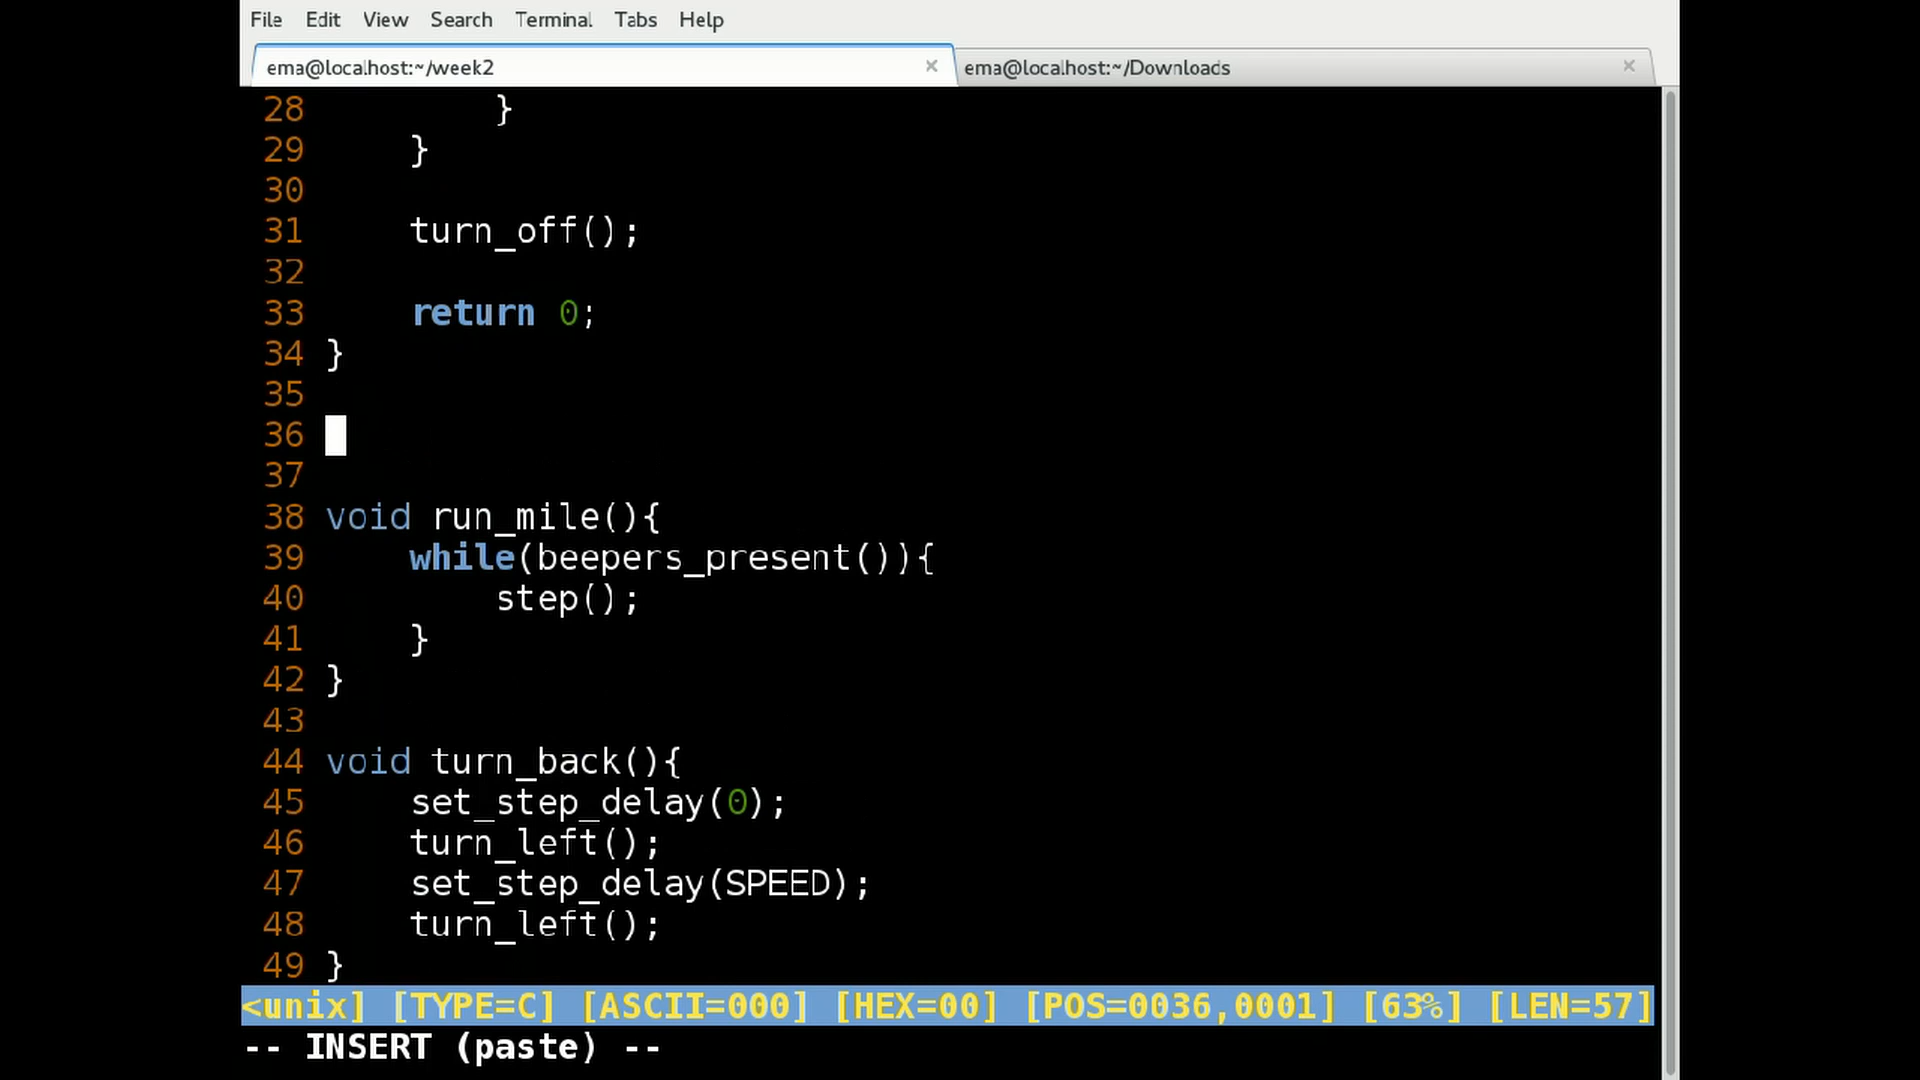 File Edit View Search Terminal Tabs Help
ema@localhost:~/week2 × ema@localhost:~/Downloads ×
28 }
29 }
30
31 turn_off();
32
33 return 0;
34 }
35
36
37
38 void run_mile(){
39 while(beepers_present()){
40 step();
41 }
42 }
43
44 void turn_back(){
45 set_step_delay(0);
46 turn_left();
47 set_step_delay(SPEED);
48 turn_left();
49 }
<unix] [TYPE=C] [ASCII=000] [HEX=00] [POS=0036,0001] [63%] [LEN=57]
-- INSERT (paste) --